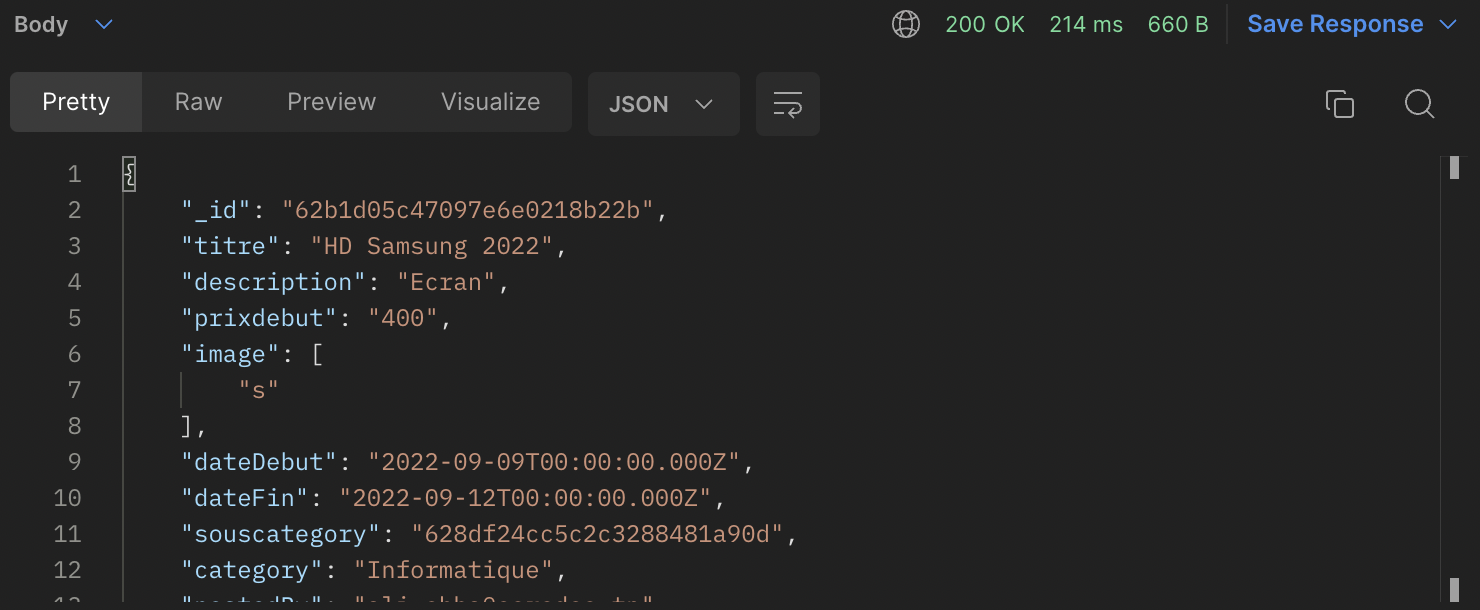 Body 200 OK 214 ms 660 B Save Response
Pretty Raw Preview Visualize JSON
1 {
2 "_id": "62b1d05c47097e6e0218b22b",
3 "titre": "HD Samsung 2022",
4 "description": "Ecran",
5 "prixdebut": "400",
6 "image": [
7 "s"
8 ],
9 "dateDebut": "2022-09-09T00:00:00.000Z",
10 "dateFin": "2022-09-12T00:00:00.000Z",
11 "souscategory": "628df24cc5c2c3288481a90d",
12 "category": "Informatique",
13